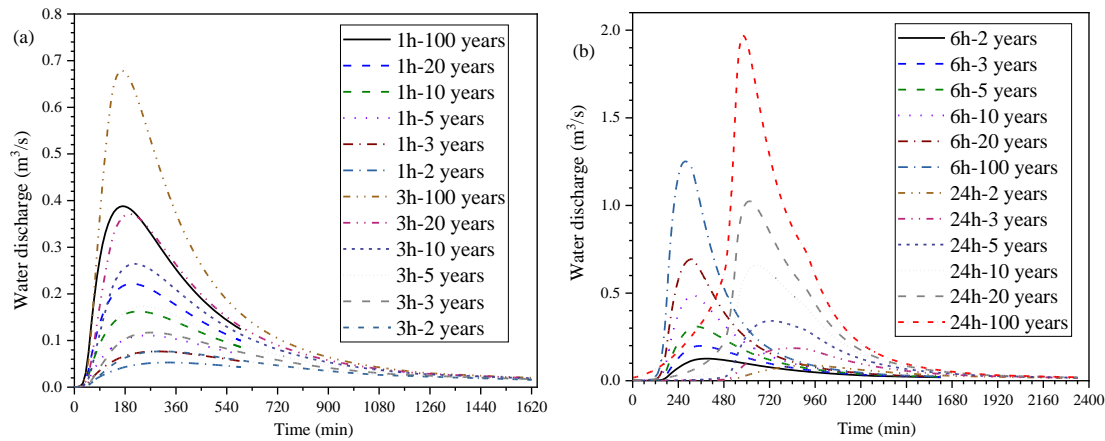 (a)
0.8
0.7
0.6
0.5
0.4
0.3
0.2
0.1
0.0
Water discharge (m³/s)
0 180 360 540 720 900 1080 1260 1440 1620
Time (min)
1h-100 years
1h-20 years
1h-10 years
1h-5 years
1h-3 years
1h-2 years
3h-100 years
3h-20 years
3h-10 years
3h-5 years
3h-3 years
3h-2 years
(b)
2.0
1.5
1.0
0.5
0.0
Water discharge (m³/s)
0 240 480 720 960 1200 1440 1680 1920 2160 2400
Time (min)
6h-2 years
6h-3 years
6h-5 years
6h-10 years
6h-20 years
6h-100 years
24h-2 years
24h-3 years
24h-5 years
24h-10 years
24h-20 years
24h-100 years